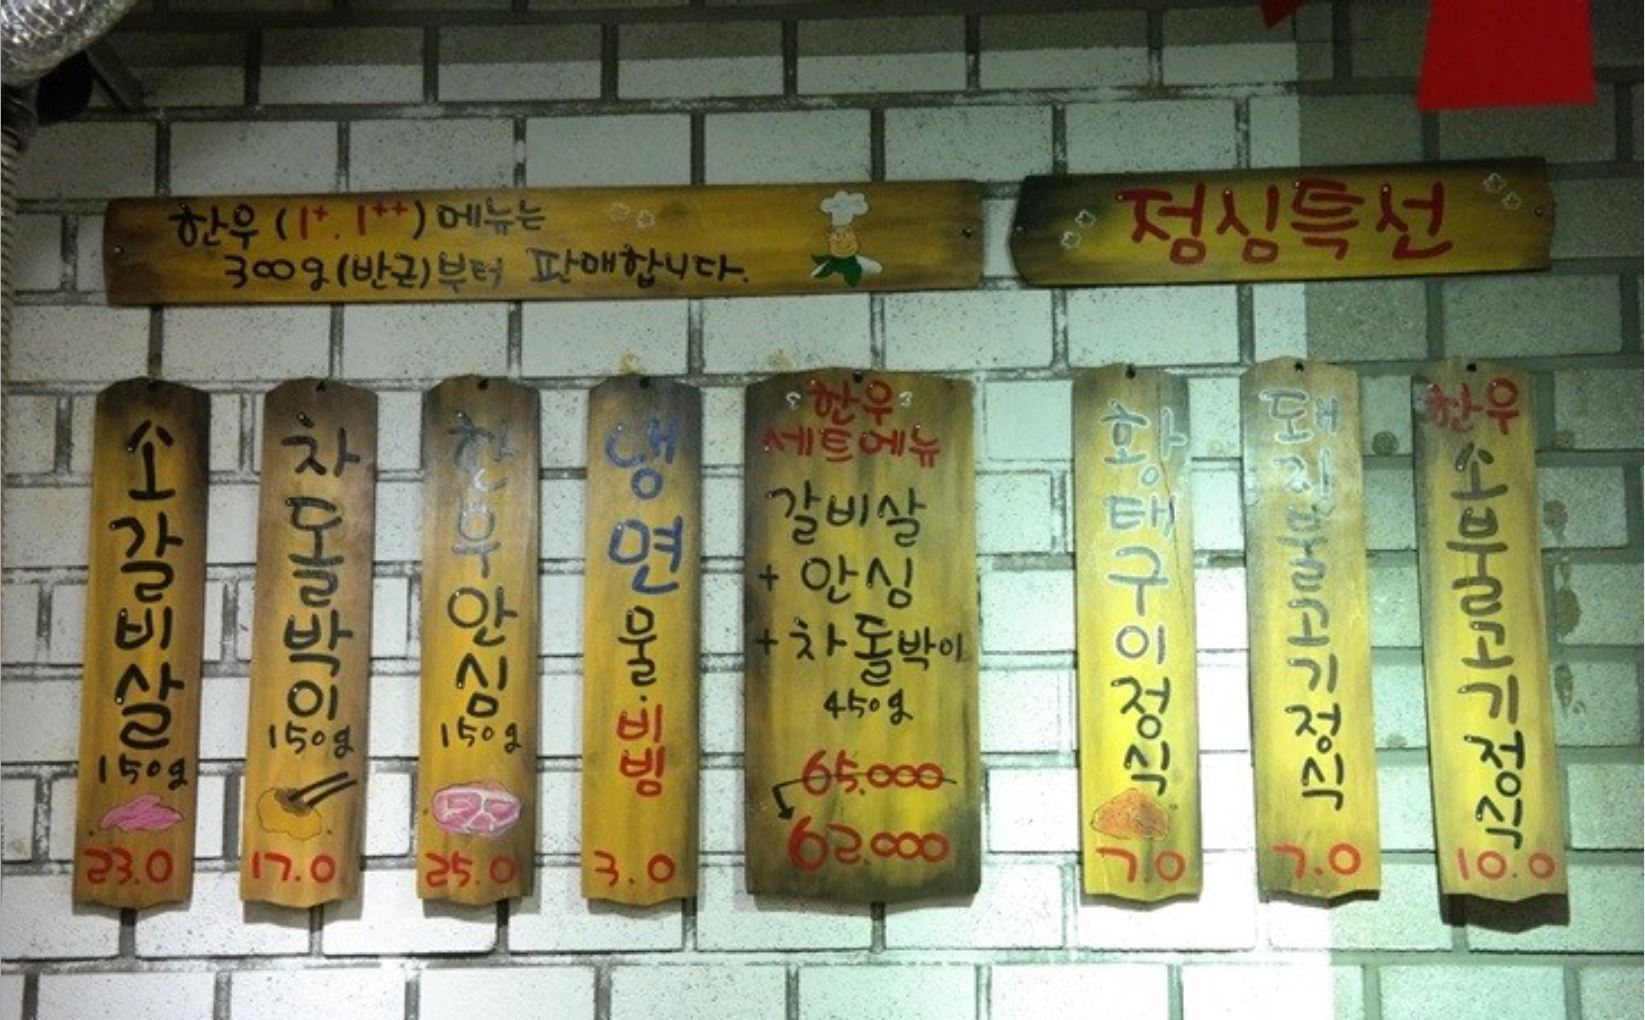 한우 (1+. 1++) 메뉴는
300g(반근)부터 판매합니다.
점심특선
소갈비살
150g
23.0
차돌박이
150g
17.0
한우안심
150g
25.0
냉면
물·비빔
3.0
한우
세트메뉴
갈비살
+ 안심
+ 차돌박이
450g
65.000
62.000
황태구이정식
7.0
돼지불고기정식
7.0
한우
소불고기정식
10.0